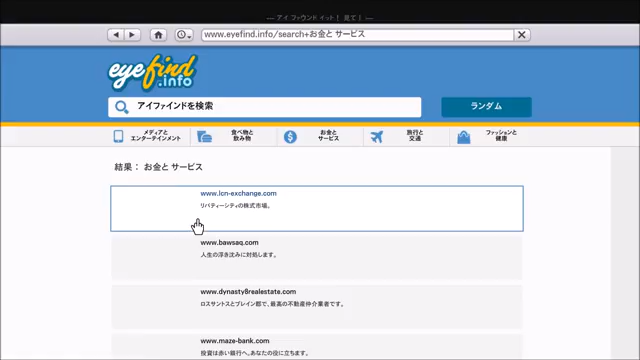 — アイ ファウンド イット！ 見て！ —
www.eyefind.info/search+お金と サービス
eyefind
.info
アイファインドを検索
ランダム
メディアと
エンターテインメント
食べ物と
飲み物
お金と
サービス
旅行と
交通
ファッションと
健康
結果： お金と サービス
www.lcn-exchange.com
リバティーシティの株式市場。
www.bawsaq.com
人生の浮き沈みに対処します。
www.dynasty8realestate.com
ロスサントスとブレイン郡で、最高の不動産仲介業者です。
www.maze-bank.com
投資は赤い銀行へ。あなたの役に立ちます。